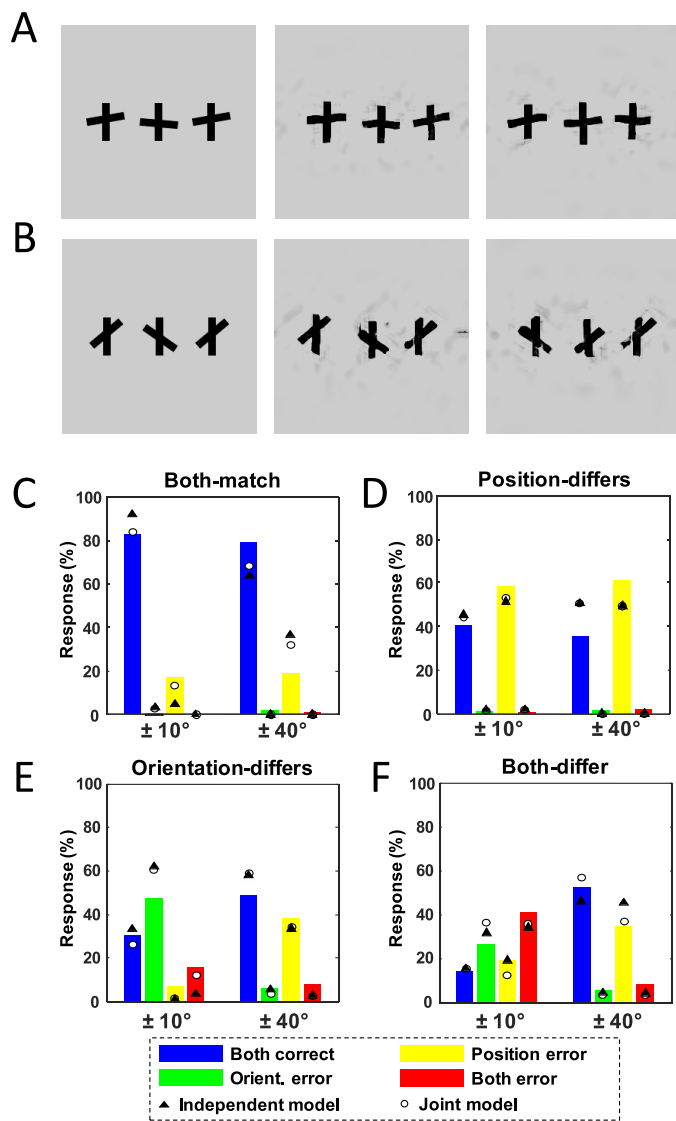 A
B
C
Both-match
Response (%)
100
80
60
40
20
0
± 10°
± 40°
D
Position-differs
Response (%)
100
80
60
40
20
0
± 10°
± 40°
E
Orientation-differs
Response (%)
100
80
60
40
20
0
± 10°
± 40°
F
Both-differ
Response (%)
100
80
60
40
20
0
± 10°
± 40°
Both correct
Position error
Orient. error
Both error
Independent model
Joint model